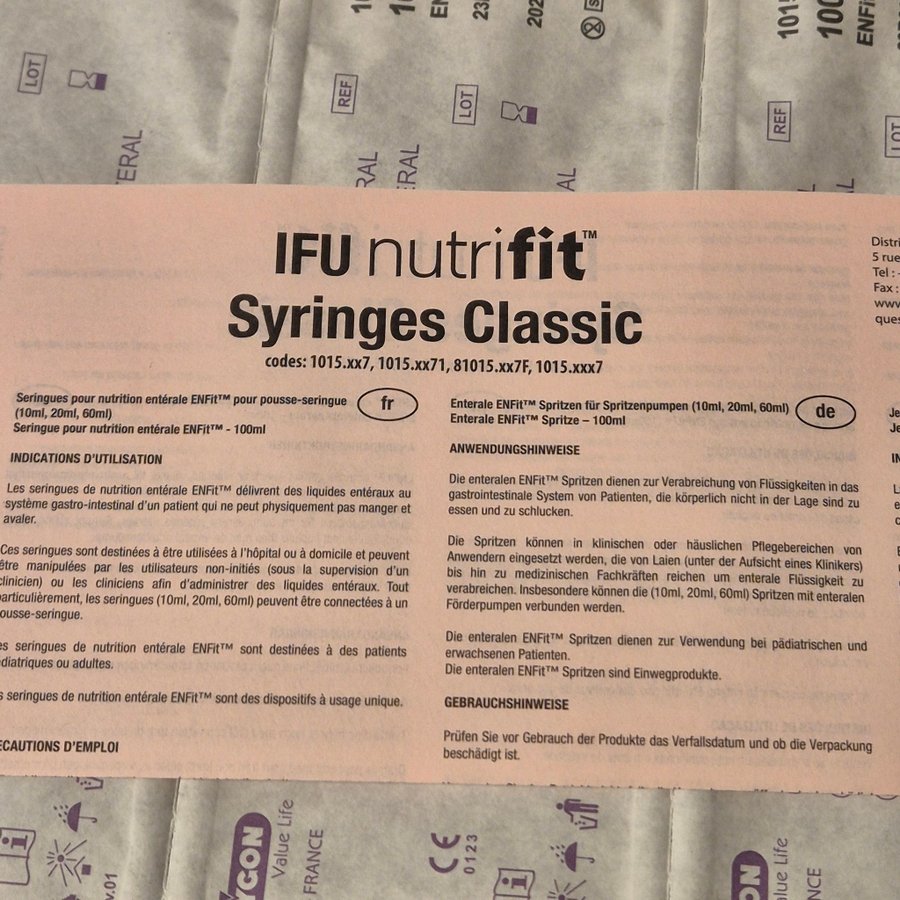 LOT
REF
LOT
REF
LOT
IFU nutrifit™
Syringes Classic
codes: 1015.xx7, 1015.xx71, 81015.xx7F, 1015.xxx7
Seringues pour nutrition entérale ENFit™ pour pousse-seringue
(10ml, 20ml, 60ml)
Seringue pour nutrition entérale ENFit™ - 100ml
fr
INDICATIONS D'UTILISATION
Les seringues de nutrition entérale ENFit™ délivrent des liquides entéraux au
système gastro-intestinal d'un patient qui ne peut physiquement pas manger et
avaler.
Ces seringues sont destinées à être utilisées à l'hôpital ou à domicile et peuvent
être manipulées par les utilisateurs non-initiés (sous la supervision d'un
clinicien) ou les cliniciens afin d'administrer des liquides entéraux. Tout
particulièrement, les seringues (10ml, 20ml, 60ml) peuvent être connectées à un
ousse-seringue.
es seringues de nutrition entérale ENFit™ sont destinées à des patients
diatriques ou adultes.
s seringues de nutrition entérale ENFit™ sont des dispositifs à usage unique.
ECAUTIONS D'EMPLOI
Enterale ENFit™ Spritzen für Spritzenpumpen (10ml, 20ml, 60ml)
Enterale ENFit™ Spritze – 100ml
de
ANWENDUNGSHINWEISE
Die enteralen ENFit™ Spritzen dienen zur Verabreichung von Flüssigkeiten in das
gastrointestinale System von Patienten, die körperlich nicht in der Lage sind zu
essen und zu schlucken.
Die Spritzen können in klinischen oder häuslichen Pflegebereichen von
Anwendern eingesetzt werden, die von Laien (unter der Aufsicht eines Klinikers)
bis hin zu medizinischen Fachkräften reichen um enterale Flüssigkeit zu
verabreichen. Insbesondere können die (10ml, 20ml, 60ml) Spritzen mit enteralen
Förderpumpen verbunden werden.
Die enteralen ENFit™ Spritzen dienen zur Verwendung bei pädiatrischen und
erwachsenen Patienten.
Die enteralen ENFit™ Spritzen sind Einwegprodukte.
GEBRAUCHSHINWEISE
Prüfen Sie vor Gebrauch der Produkte das Verfallsdatum und ob die Verpackung
beschädigt ist.
Distri
5 rue
Tel :
Fax :
www
ques
YGON
Value Life
FRANCE
CE
0123
GON